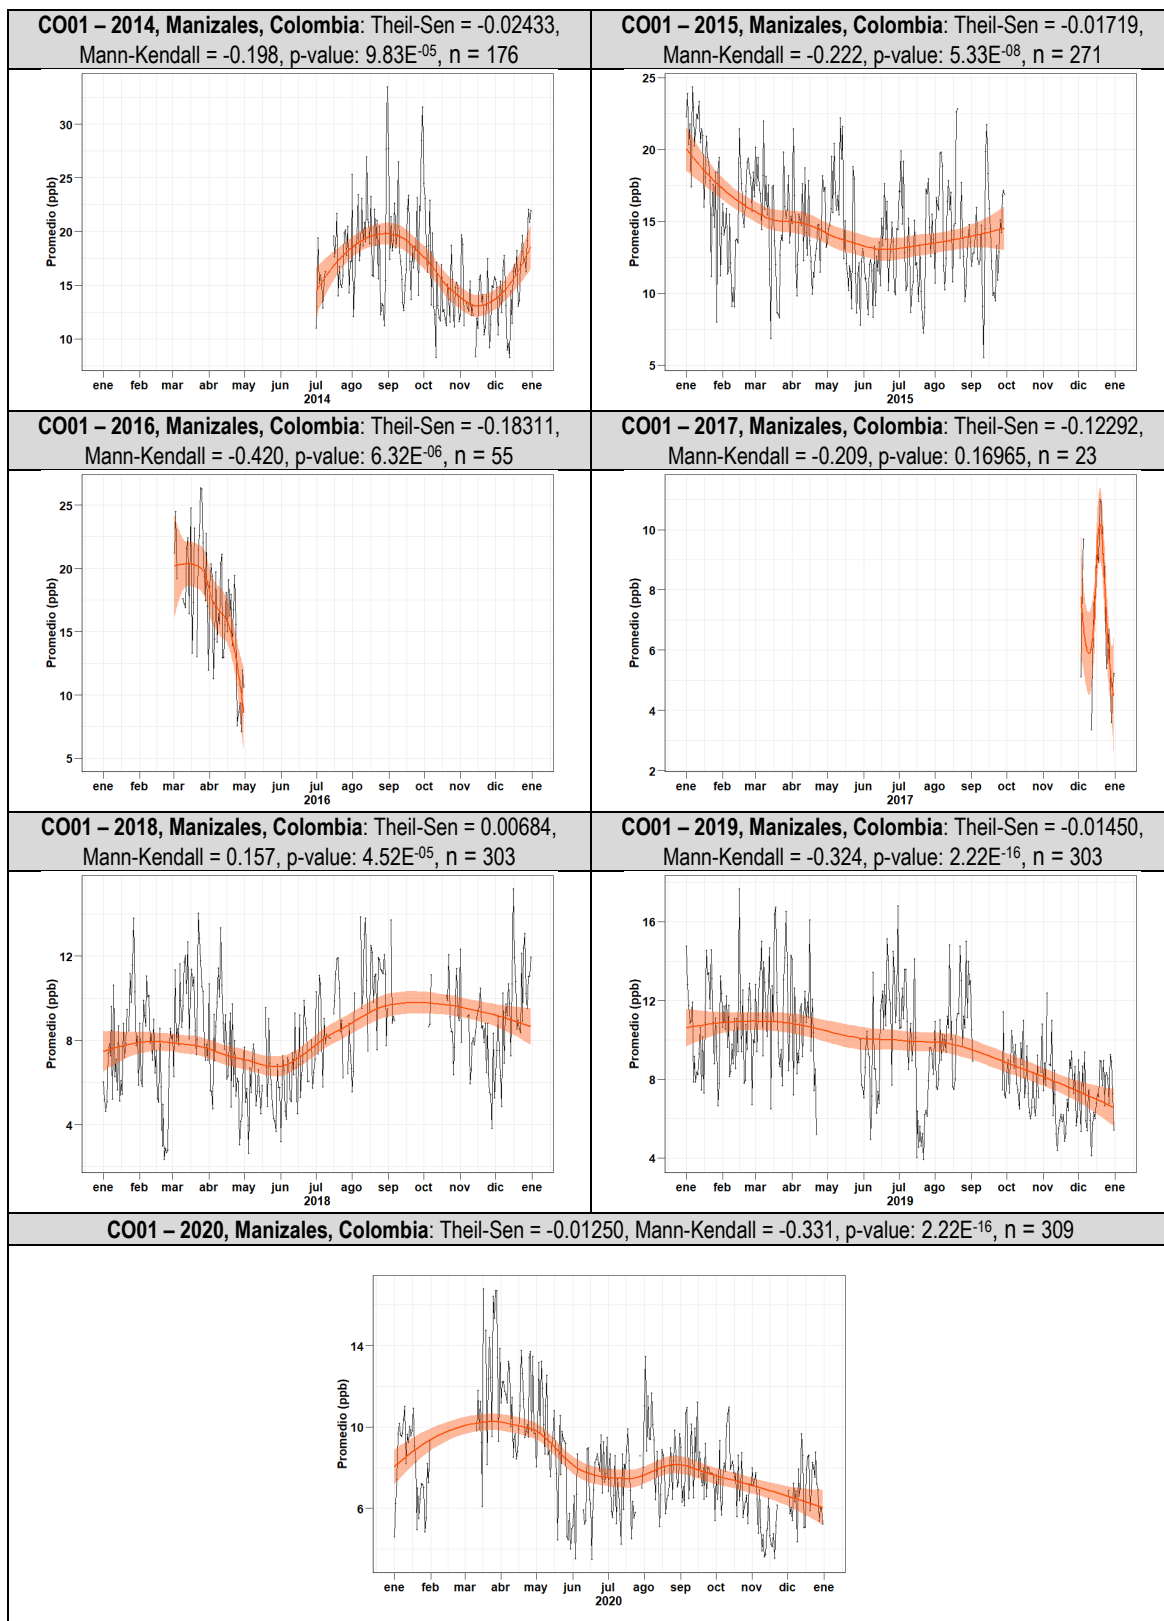 CO01 – 2014, Manizales, Colombia: Theil-Sen = -0.02433,
Mann-Kendall = -0.198, p-value: 9.83E-05, n = 176
Promedio (ppb)
30
25
20
15
10
ene feb mar abr may jun jul ago sep oct nov dic ene
2014
CO01 – 2015, Manizales, Colombia: Theil-Sen = -0.01719,
Mann-Kendall = -0.222, p-value: 5.33E-08, n = 271
Promedio (ppb)
25
20
15
10
5
ene feb mar abr may jun jul ago sep oct nov dic ene
2015
CO01 – 2016, Manizales, Colombia: Theil-Sen = -0.18311,
Mann-Kendall = -0.420, p-value: 6.32E-06, n = 55
Promedio (ppb)
25
20
15
10
5
ene feb mar abr may jun jul ago sep oct nov dic ene
2016
CO01 – 2017, Manizales, Colombia: Theil-Sen = -0.12292,
Mann-Kendall = -0.209, p-value: 0.16965, n = 23
Promedio (ppb)
10
8
6
4
2
ene feb mar abr may jun jul ago sep oct nov dic ene
2017
CO01 – 2018, Manizales, Colombia: Theil-Sen = 0.00684,
Mann-Kendall = 0.157, p-value: 4.52E-05, n = 303
Promedio (ppb)
12
8
4
ene feb mar abr may jun jul ago sep oct nov dic ene
2018
CO01 – 2019, Manizales, Colombia: Theil-Sen = -0.01450,
Mann-Kendall = -0.324, p-value: 2.22E-16, n = 303
Promedio (ppb)
16
12
8
4
ene feb mar abr may jun jul ago sep oct nov dic ene
2019
CO01 – 2020, Manizales, Colombia: Theil-Sen = -0.01250, Mann-Kendall = -0.331, p-value: 2.22E-16, n = 309
Promedio (ppb)
14
10
6
ene feb mar abr may jun jul ago sep oct nov dic ene
2020